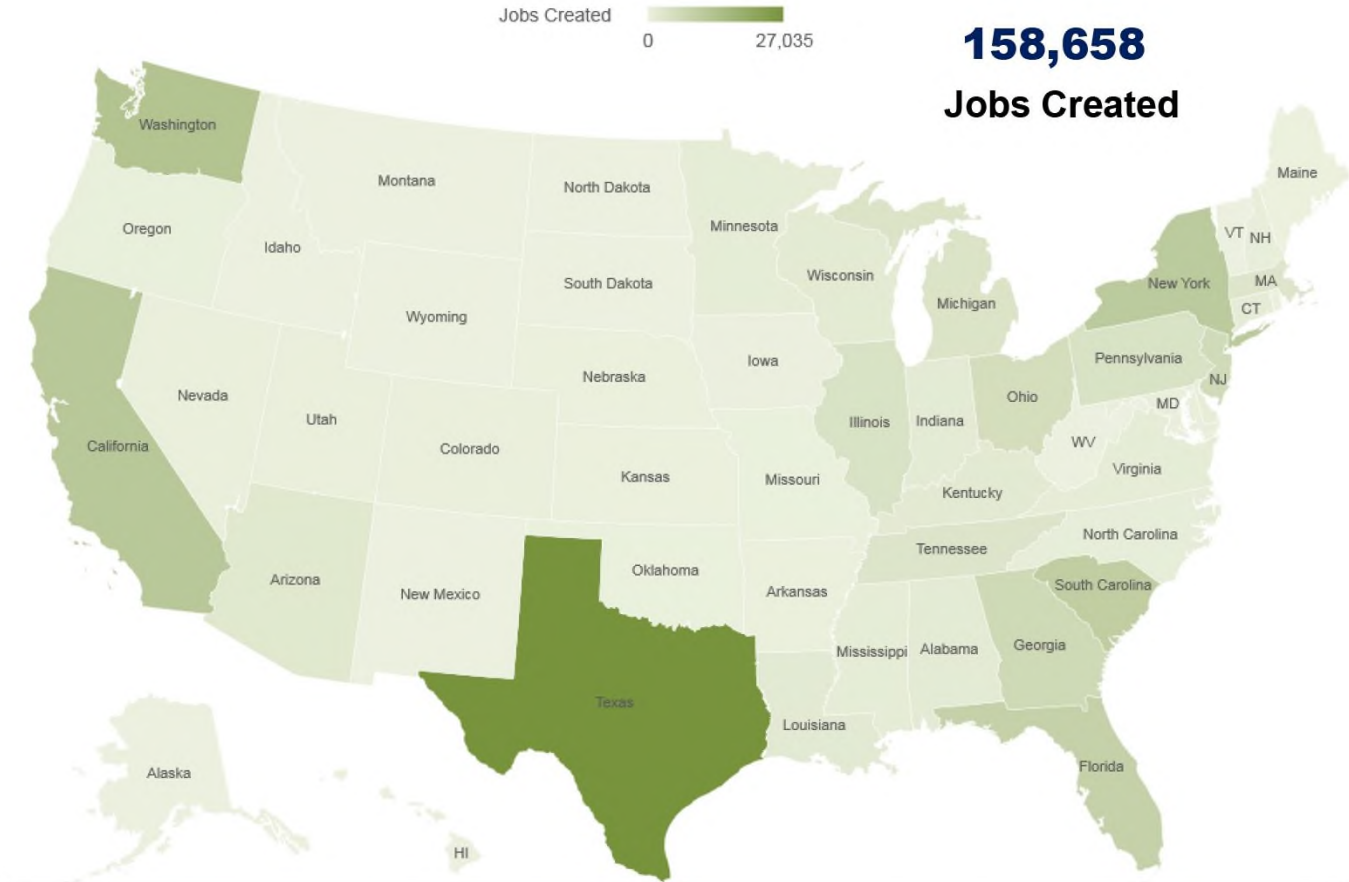 Jobs Created
0 27,035
158,658
Jobs Created
Washington
Oregon
California
Montana
Idaho
Wyoming
Nevada
Utah
Colorado
Arizona
New Mexico
North Dakota
South Dakota
Nebraska
Kansas
Oklahoma
Texas
Minnesota
Iowa
Missouri
Arkansas
Louisiana
Wisconsin
Illinois
Michigan
Indiana
Ohio
Kentucky
Tennessee
Mississippi
Alabama
Georgia
Florida
South Carolina
North Carolina
Virginia
WV
MD
Pennsylvania
NJ
New York
CT
MA
VT
NH
Maine
Alaska
HI